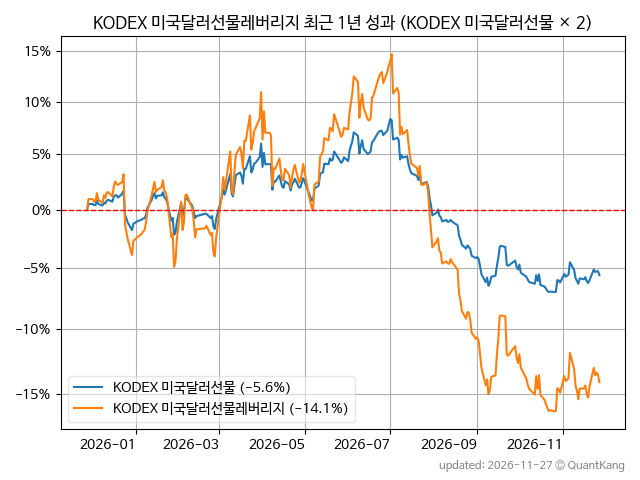 KODEX 미국달러선물레버리지 최근 1년 성과 (KODEX 미국달러선물 × 2)
15%
10%
5%
0%
−5%
−10%
−15%
KODEX 미국달러선물 (−5.6%)
KODEX 미국달러선물레버리지 (−14.1%)
2026-01 2026-03 2026-05 2026-07 2026-09 2026-11
updated: 2026-11-27 © QuantKang